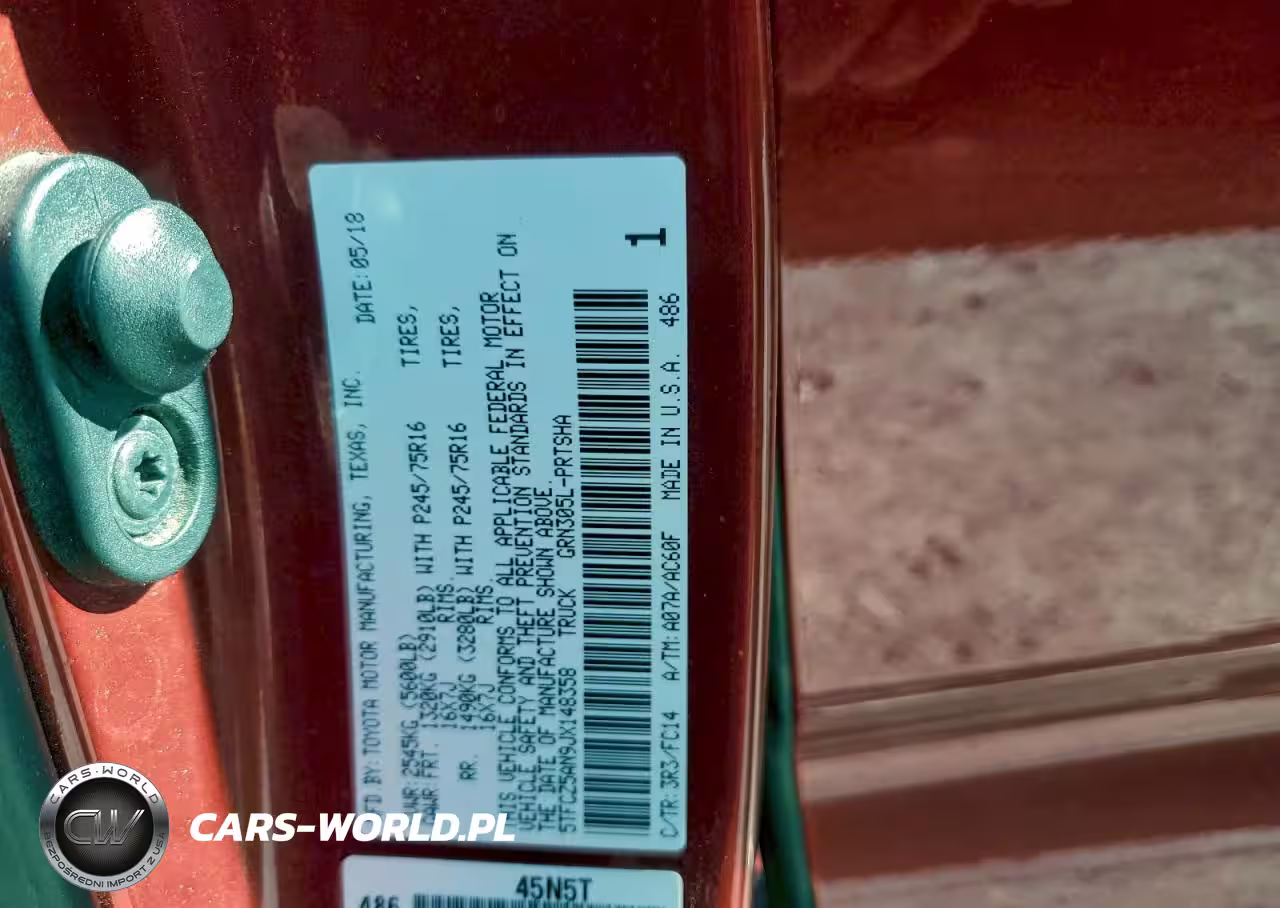 MFD BY: TOYOTA MOTOR MANUFACTURING, TEXAS, INC. DATE: 05/18
GVWR: 2545KG (5600LB)
GAWR: FRT. 1320KG (2910LB) WITH P245/75R16 TIRES,
16X7J RIMS.
RR. 1490KG (3280LB) WITH P245/75R16 TIRES,
16X7J RIMS.
THIS VEHICLE CONFORMS TO ALL APPLICABLE FEDERAL MOTOR
VEHICLE SAFETY AND THEFT PREVENTION STANDARDS IN EFFECT ON
THE DATE OF MANUFACTURE SHOWN ABOVE.
5TFCZ5AN9JX148358 TRUCK GRN305L-PRTSHA
1
C/TR: 3R3/FC14 A/TM: A07A/AC60F MADE IN U.S.A. 486
45N5T
486
CARS-WORLD
CW
BEZPOŚREDNI IMPORT Z USA
CARS-WORLD.PL